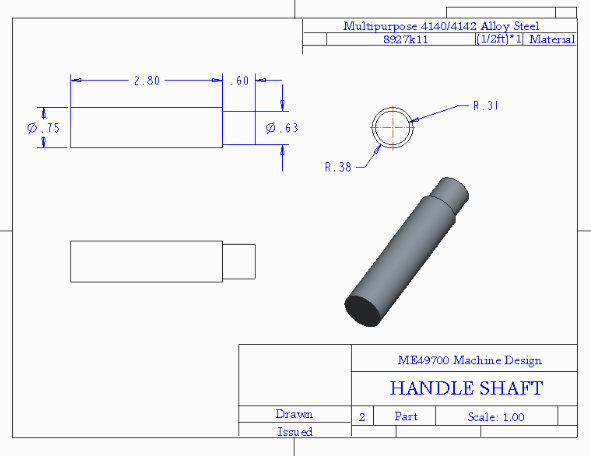 Multipurpose 4140/4142 Alloy Steel
8927k11 (1/2ft)*1 Material
2.80 .60
Ø.75 Ø.63
R.31
R.38
ME49700 Machine Design
HANDLE SHAFT
Drawn 2 Part Scale: 1.00
Issued